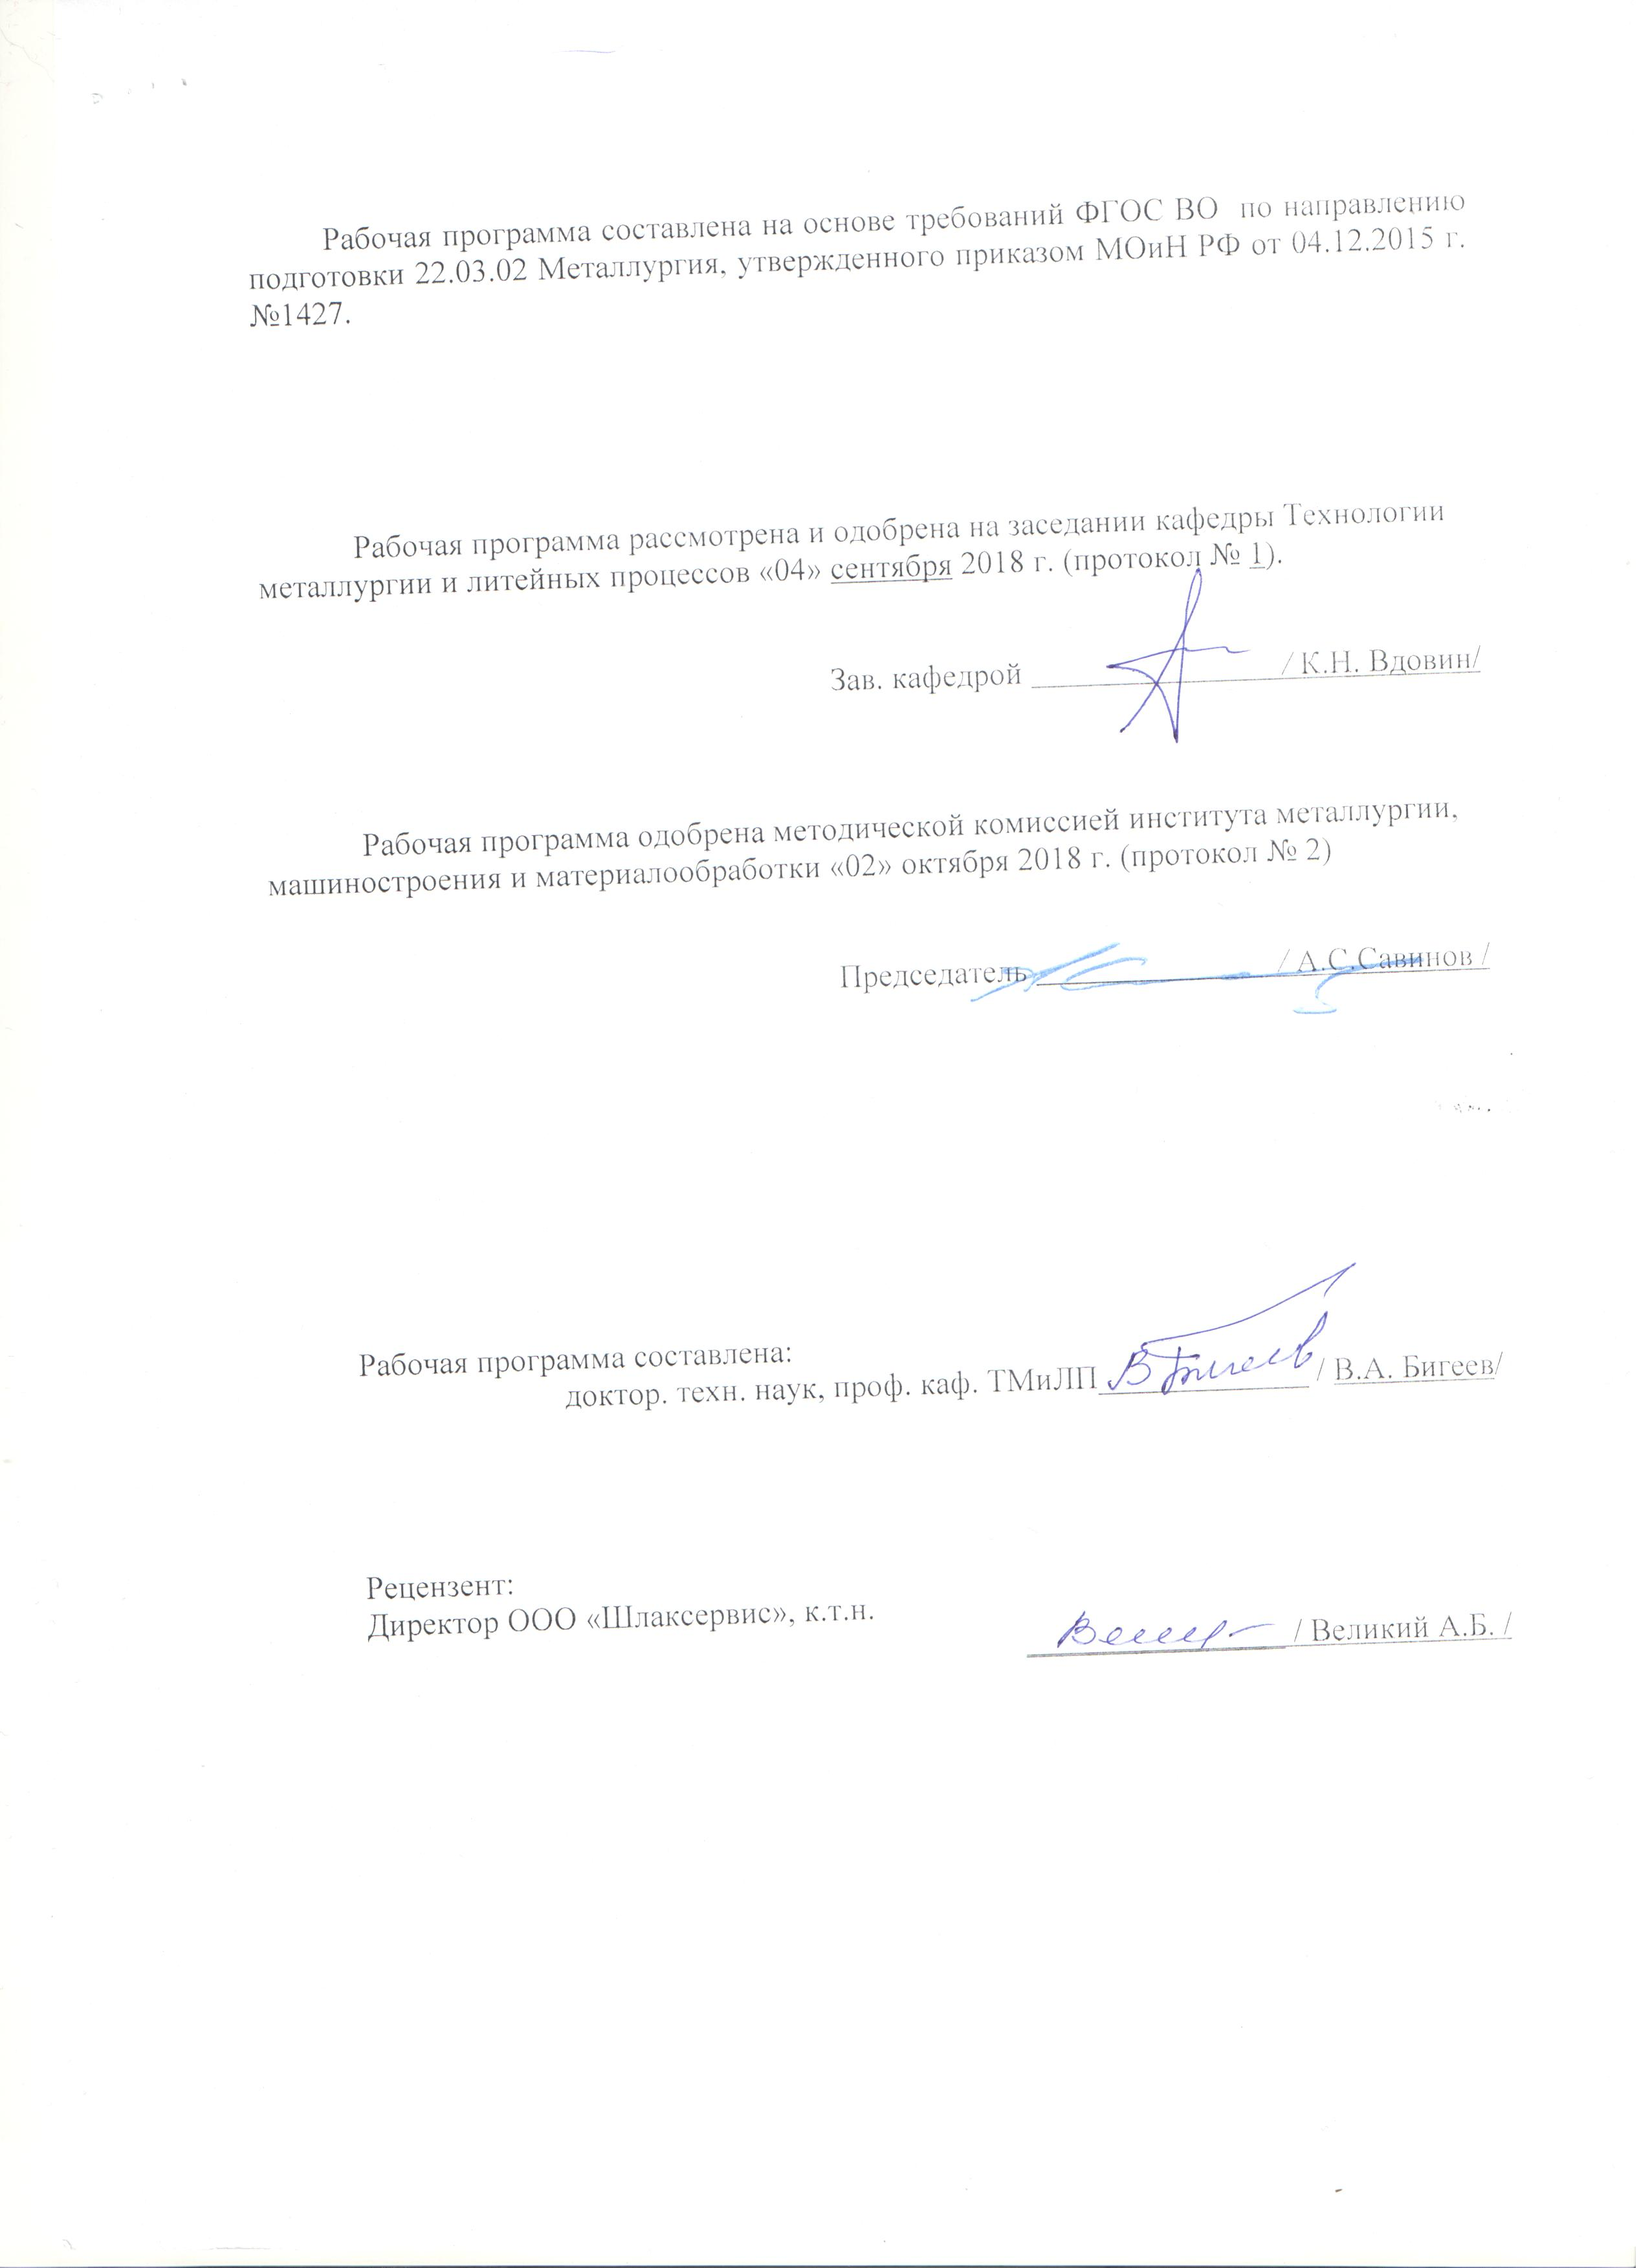 Рабочая программа составлена на основе требований ФГОС ВО по направлению
подготовки 22.03.02 Металлургия, утвержденного приказом МОиН РФ от 04.12.2015 г.
№1427.
Рабочая программа рассмотрена и одобрена на заседании кафедры Технологии
металлургии и литейных процессов «04» сентября 2018 г. (протокол № 1).
Зав. кафедрой / К.Н. Вдовин/
Рабочая программа одобрена методической комиссией института металлургии,
машиностроения и материалообработки «02» октября 2018 г. (протокол № 2)
Председатель / А.С.Савинов /
Рабочая программа составлена:
доктор. техн. наук, проф. каф. ТМиЛП В Бигеев / В.А. Бигеев/
Рецензент:
Директор ООО «Шлаксервис», к.т.н.
/ Великий А.Б. /